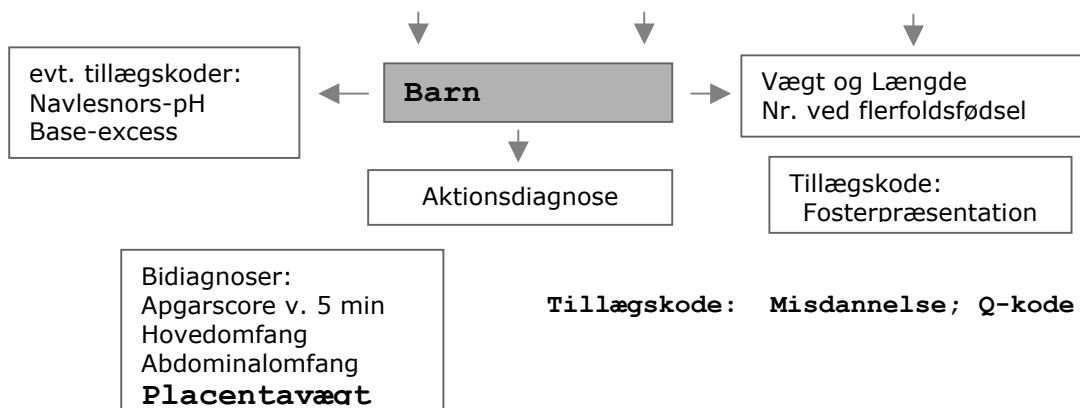 evt. tillægskoder:
Navlesnors-pH
Base-excess
Barn
Vægt og Længde
Nr. ved flerfoldsfødsel
Aktionsdiagnose
Tillægskode:
Fosterpræsentation
Bidiagnoser:
Apgarscore v. 5 min
Hovedomfang
Abdominalomfang
Placentavægt
Tillægskode: Misdannelse; Q-kode